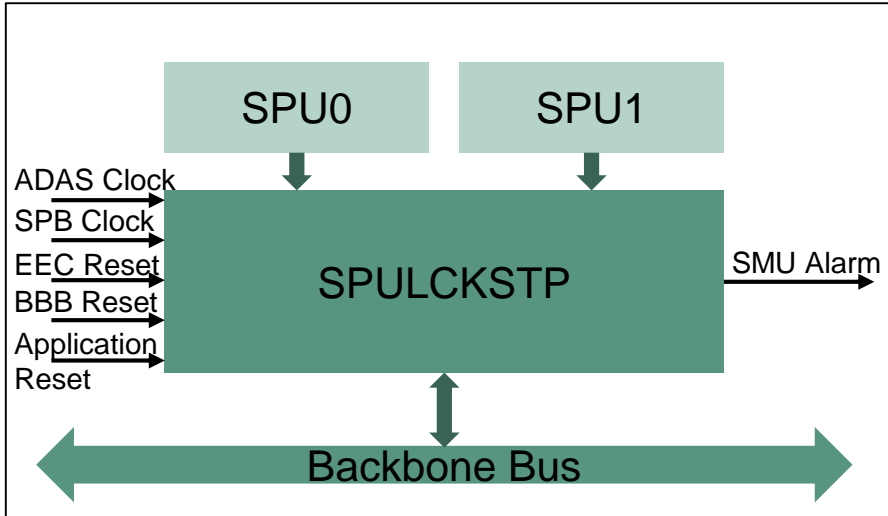 SPU0
SPU1
ADAS Clock
SPB Clock
EEC Reset
BBB Reset
Application
Reset
SPULCKSTP
SMU Alarm
Backbone Bus